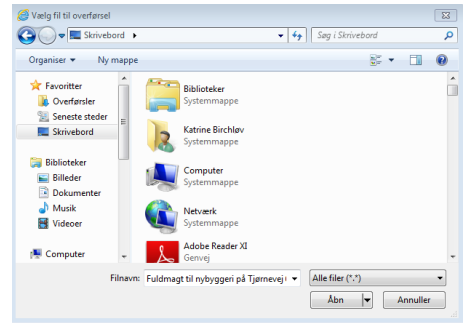 Vælg fil til overførsel
Skrivebord
Søg i Skrivebord
Organiser
Ny mappe
Favoritter
Overførsler
Seneste steder
Skrivebord
Biblioteker
Billeder
Dokumenter
Musik
Videoer
Computer
Biblioteker
Systemmappe
Katrine Birchløv
Systemmappe
Computer
Systemmappe
Netværk
Systemmappe
Adobe Reader XI
Genvej
Filnavn: Fuldmagt til nybyggeri på Tjørnevej
Alle filer (*.*)
Åbn
Annuller